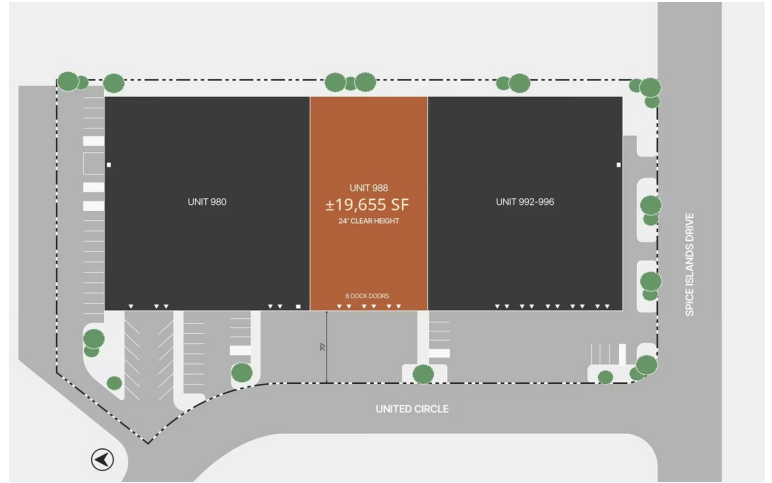 UNIT 980
UNIT 988
±19,655 SF
24' CLEAR HEIGHT
6 DOCK DOORS
UNIT 992-996
SPICE ISLANDS DRIVE
70'
UNITED CIRCLE